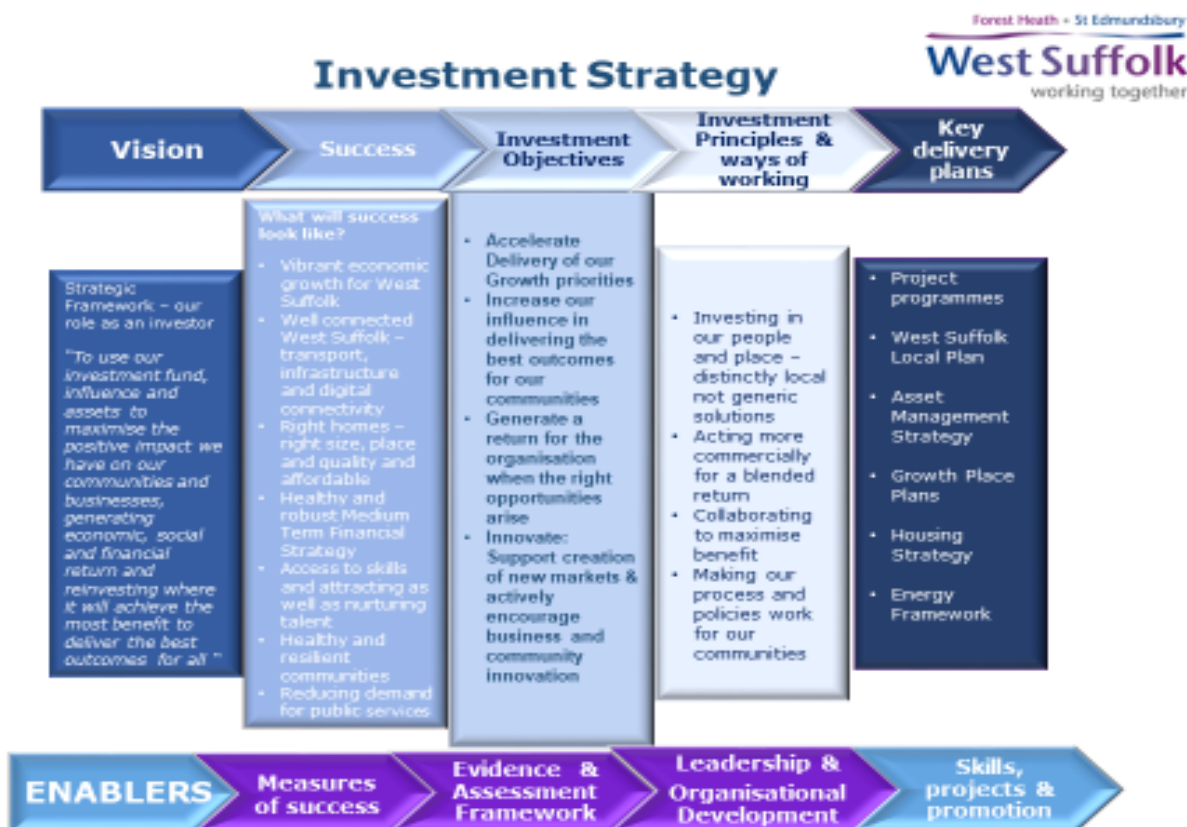 Forest Heath • St Edmundsbury
West Suffolk
working together
Investment Strategy
Vision
Success
Investment
Objectives
Investment
Principles &
ways of
working
Key
delivery
plans
Strategic
Framework – our
role as an investor
"To use our
investment fund,
influence and
assets to
maximise the
positive impact we
have on our
communities and
businesses,
generating
economic, social
and financial
return and
reinvesting where
it will achieve the
most benefit to
deliver the best
outcomes for all "
What will success
look like?
• Vibrant economic
growth for West
Suffolk
• Well connected
West Suffolk –
transport,
infrastructure
and digital
connectivity
• Right homes –
right size, place
and quality and
affordable
• Healthy and
robust Medium
Term Financial
Strategy
• Access to skills
and attracting as
well as nurturing
talent
• Healthy and
resilient
communities
• Reducing demand
for public services
• Accelerate
Delivery of our
Growth priorities
• Increase our
influence in
delivering the
best outcomes
for our
communities
• Generate a
return for the
organisation
when the right
opportunities
arise
• Innovate:
Support creation
of new markets &
actively
encourage
business and
community
innovation
• Investing in
our people
and place –
distinctly local
not generic
solutions
• Acting more
commercially
for a blended
return
• Collaborating
to maximise
benefit
• Making our
process and
policies work
for our
communities
• Project
programmes
• West Suffolk
Local Plan
• Asset
Management
Strategy
• Growth Place
Plans
• Housing
Strategy
• Energy
Framework
ENABLERS
Measures
of success
Evidence &
Assessment
Framework
Leadership &
Organisational
Development
Skills,
projects &
promotion